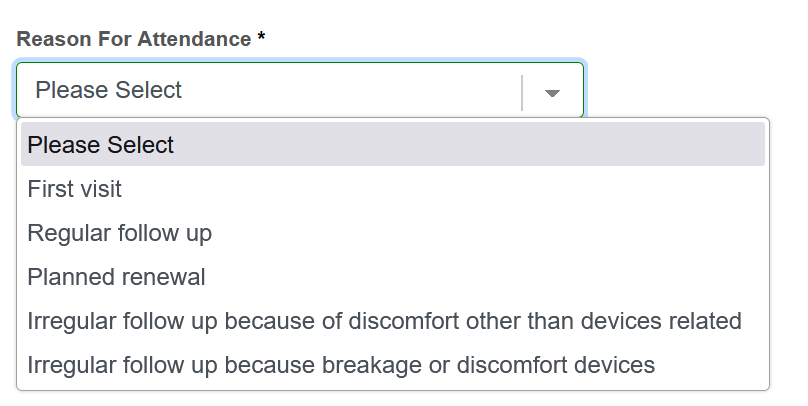 Reason For Attendance *
Please Select
Please Select
First visit
Regular follow up
Planned renewal
Irregular follow up because of discomfort other than devices related
Irregular follow up because breakage or discomfort devices